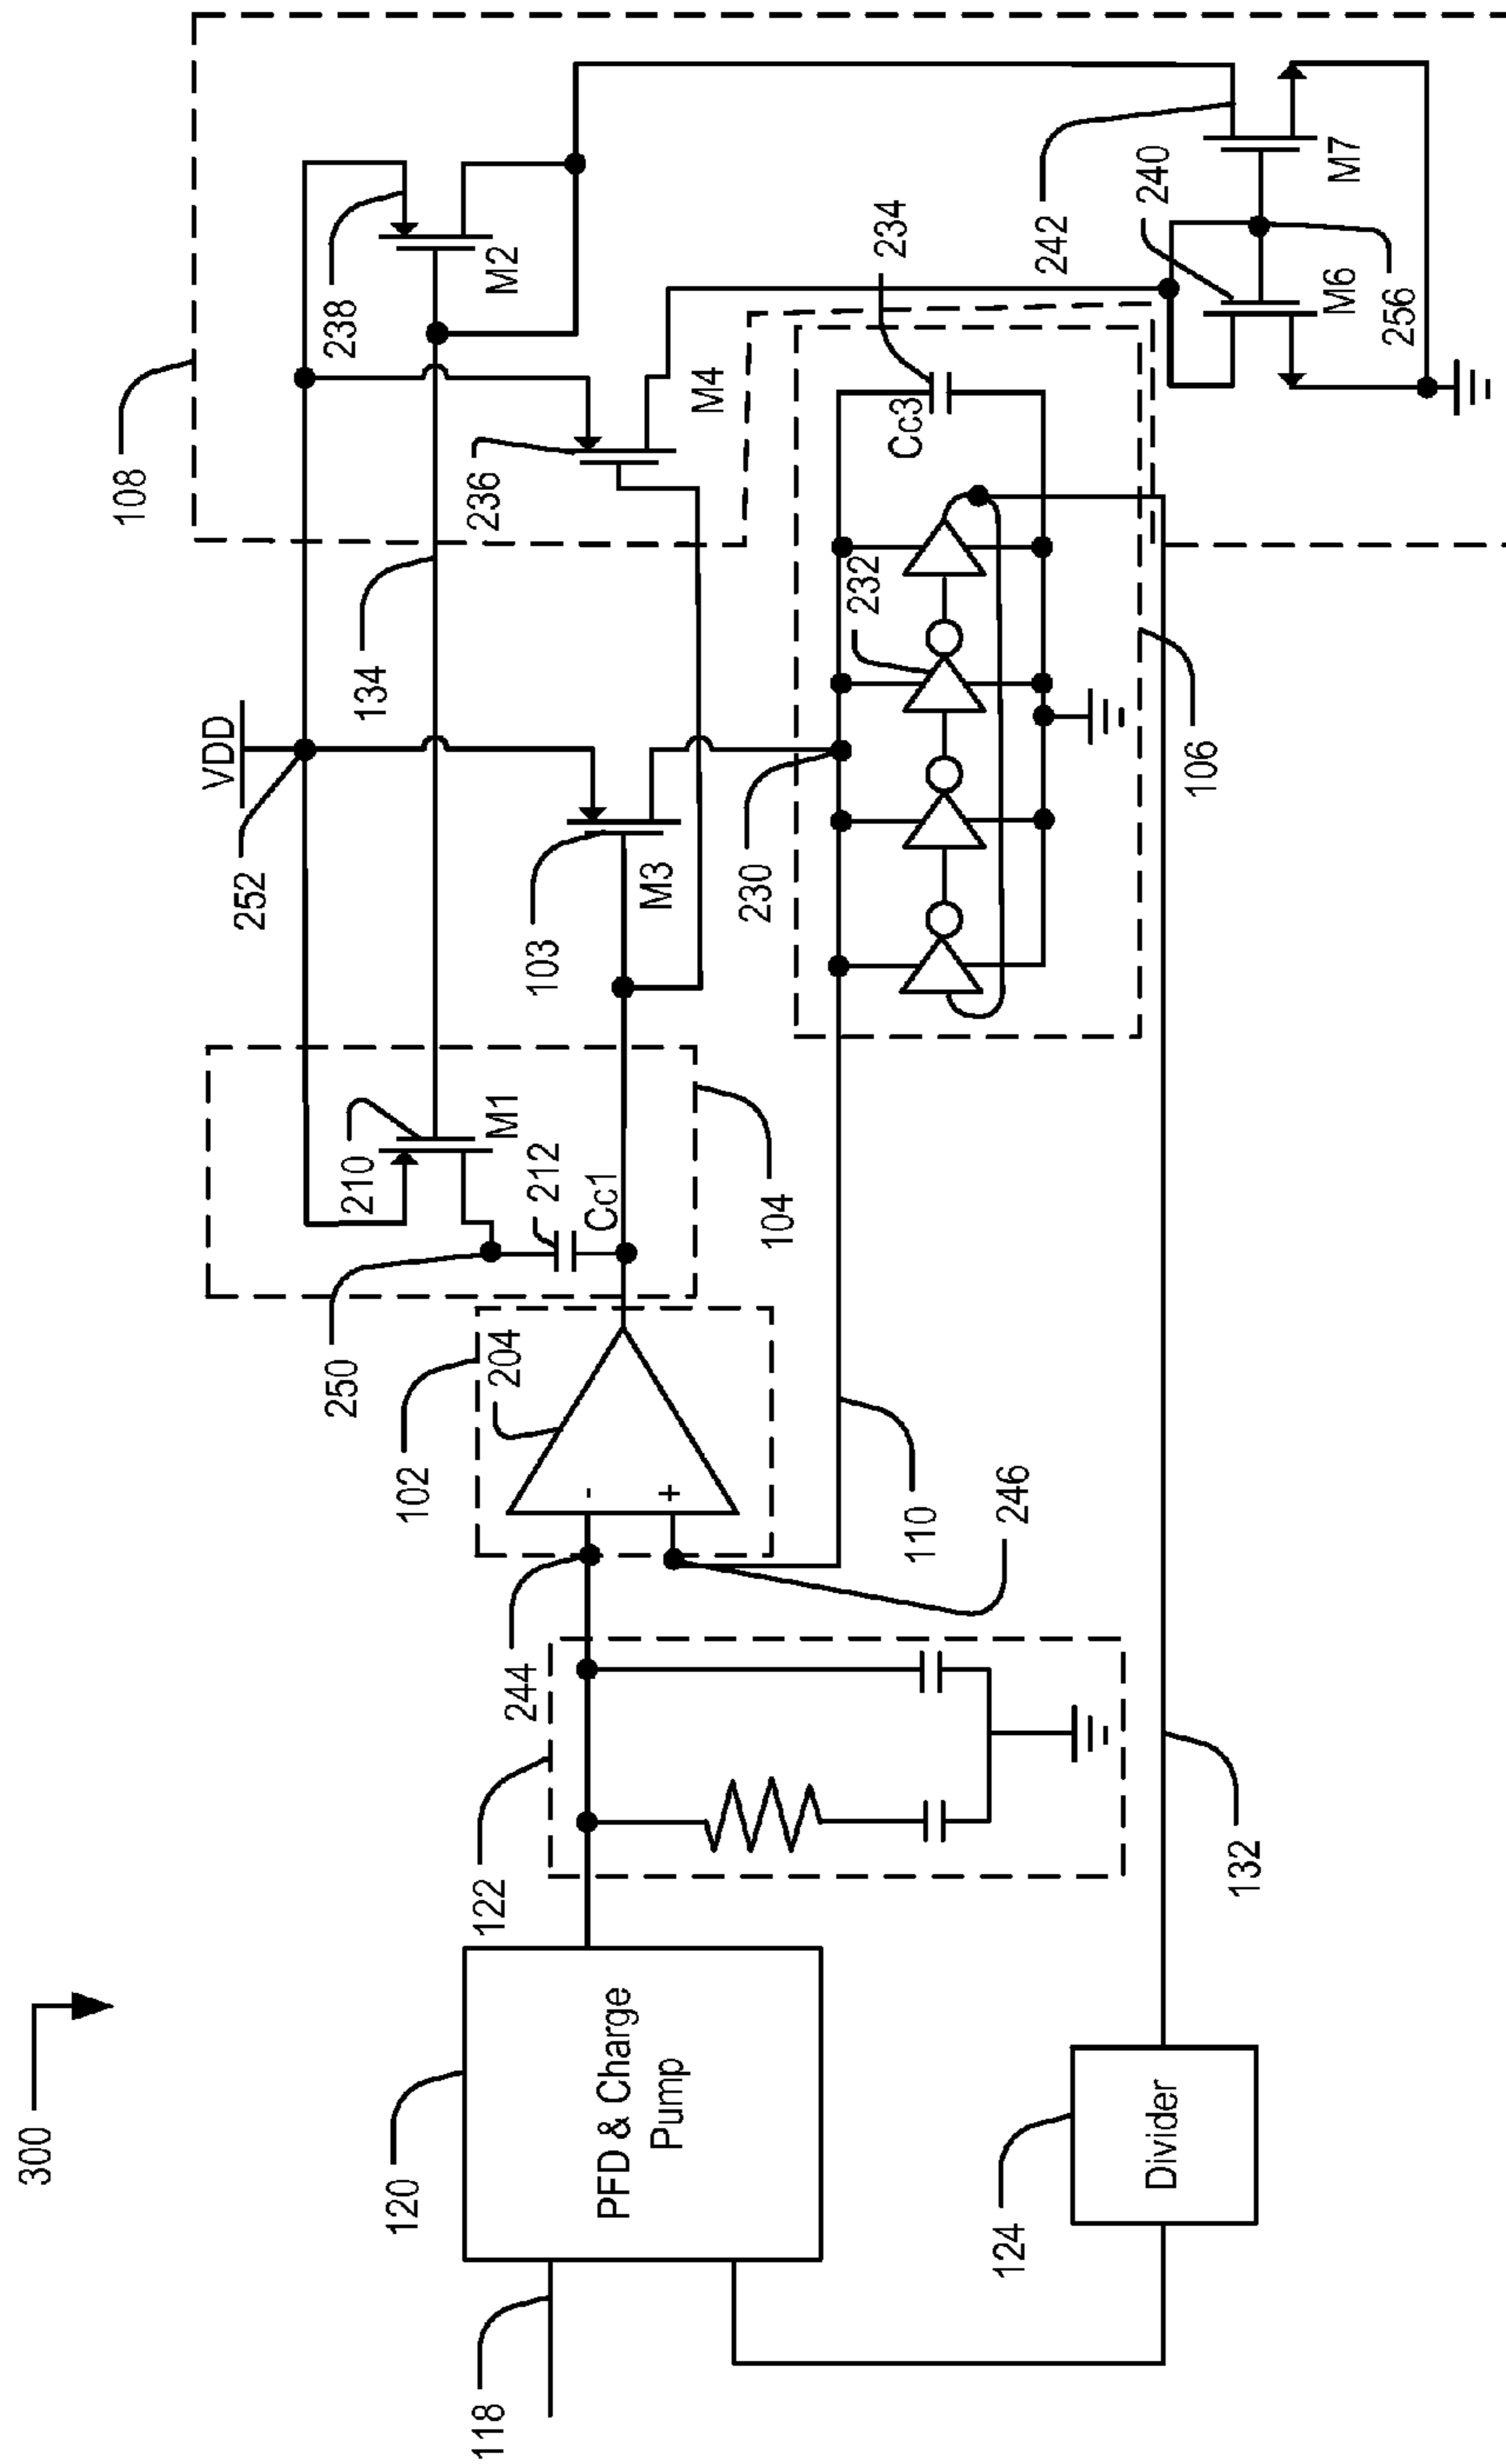 300
108
238
M2
134
236
M4
242
240
M7
234
M6
256
Cc3
VDD
252
103
M3
230
232
106
210
M1
212
Cc1
104
250
102
204
-
+
246
110
244
122
132
120
PFD & Charge
Pump
118
124
Divider